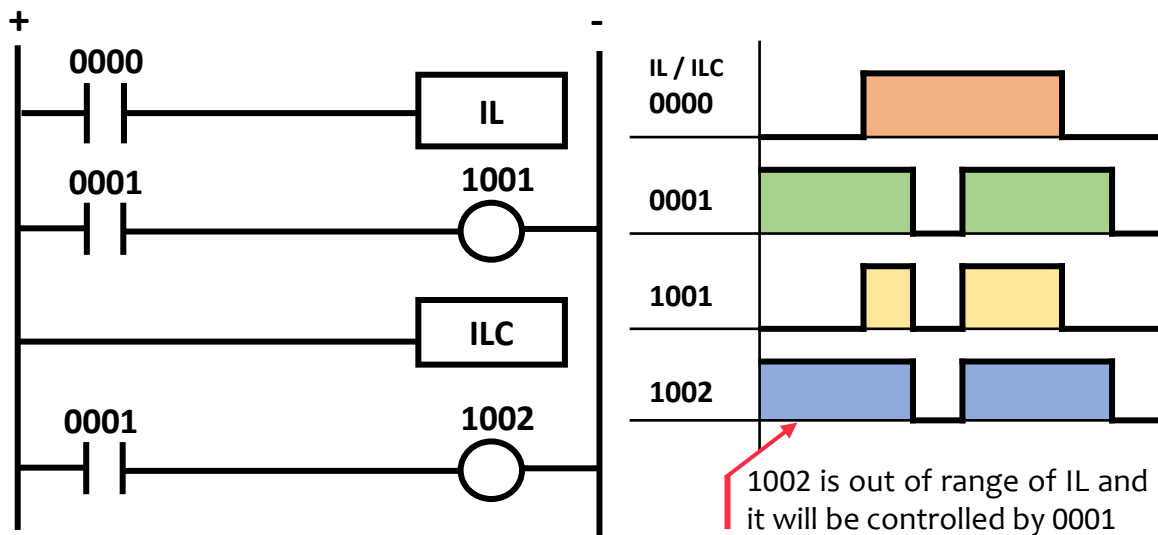 +
-
0000
IL
0001
1001
ILC
0001
1002
IL / ILC
0000
0001
1001
1002
1002 is out of range of IL and
it will be controlled by 0001